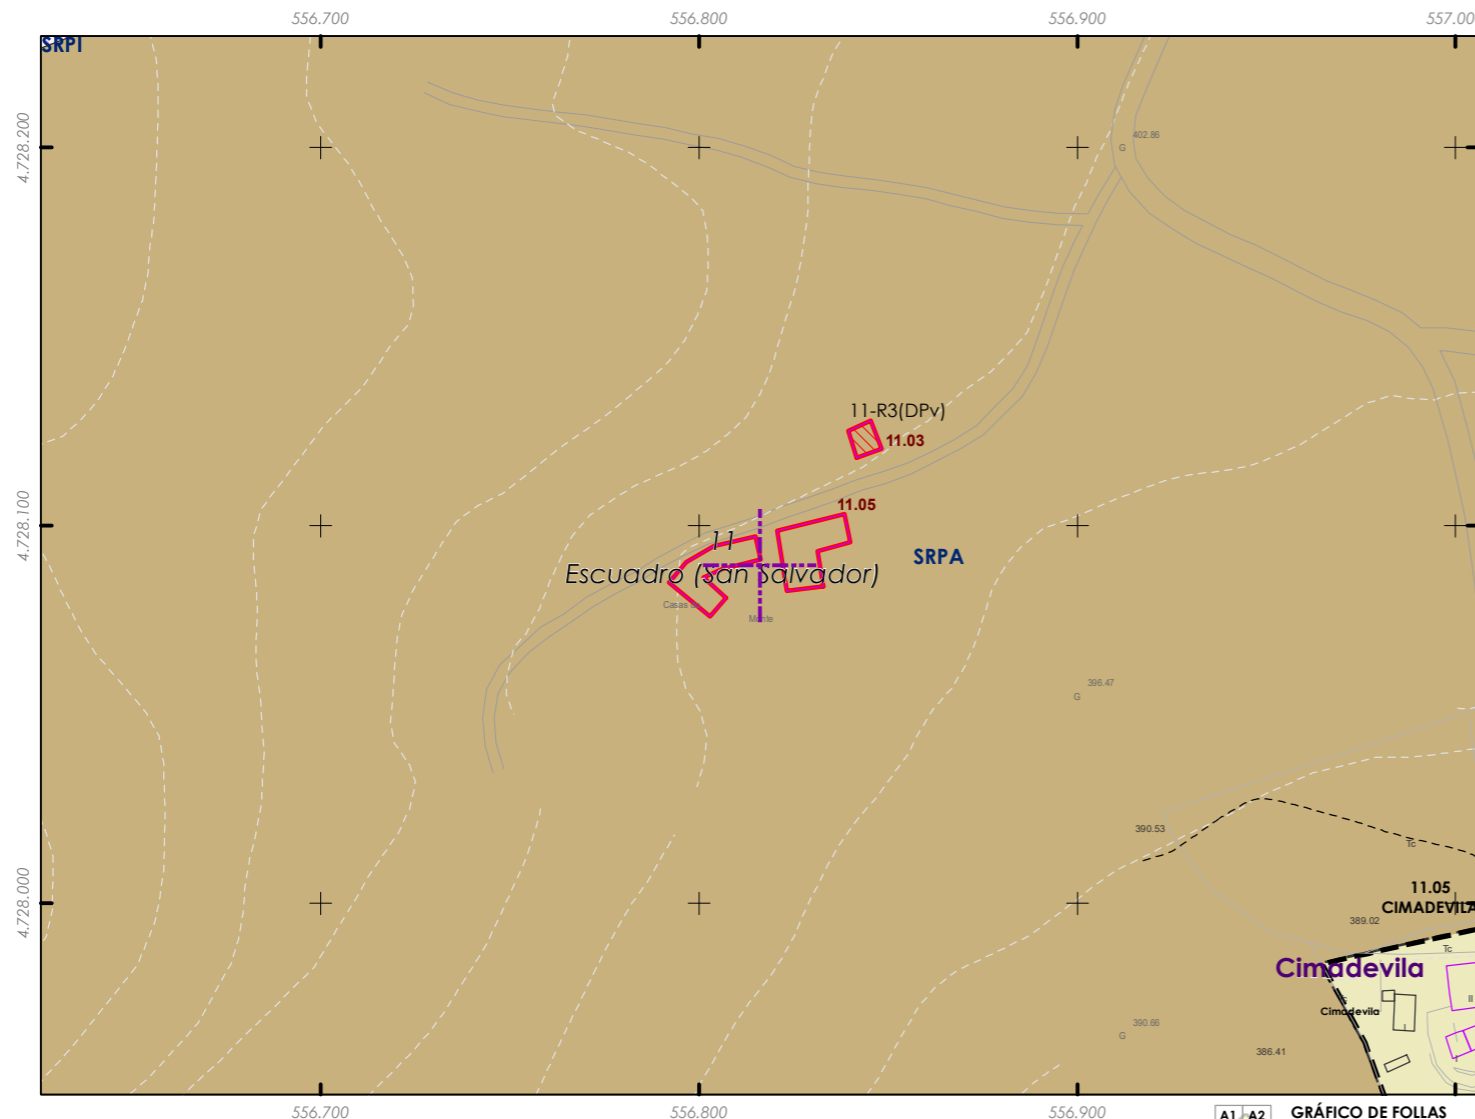 556.700
556.800
556.900
557.00
SRPI
4.728.200
402.86
G
11-R3(DPv)
11.03
11.05
4.728.100
11
SRPA
Escuadro (San Salvador)
Casas
Monte
396.47
G
390.53
Tc
11.05
CIMADEVILA
4.728.000
389.02
Tc
Cimadevila
Cimadevila
II
I
390.66
G
386.41
I
556.700
556.800
556.900
A1 A2
GRÁFICO DE FOLLAS